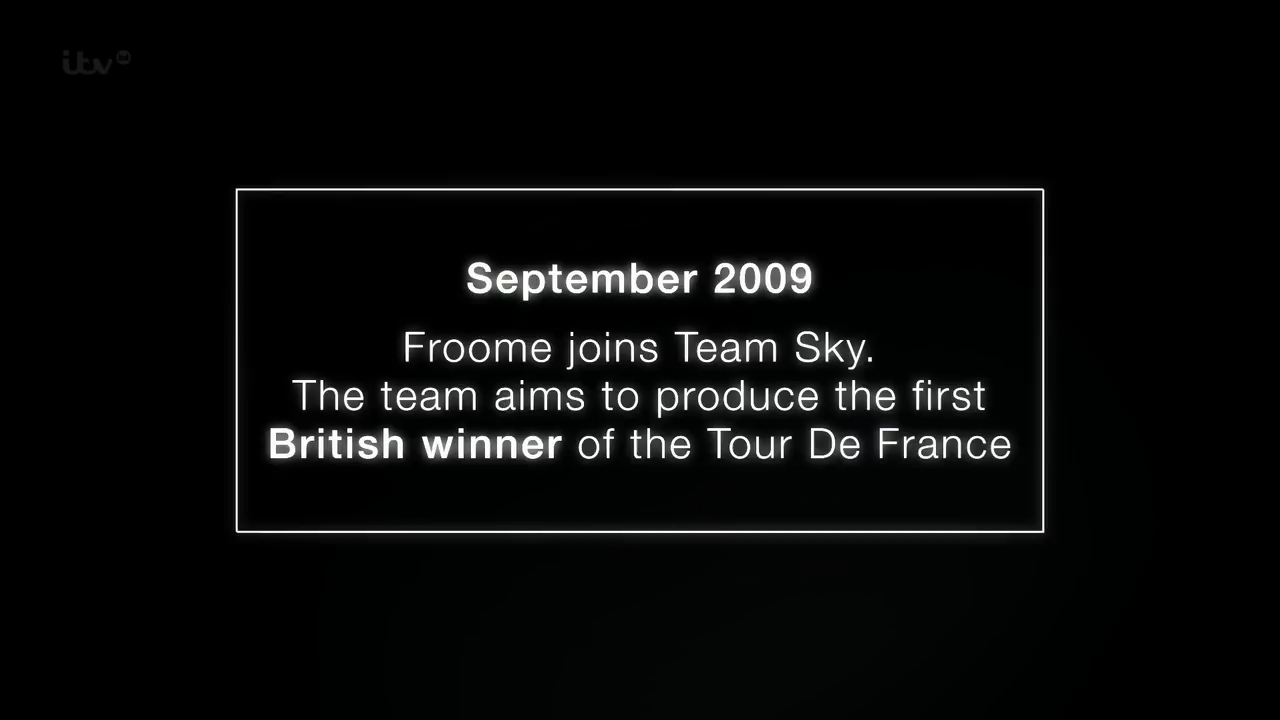 itv
September 2009
Froome joins Team Sky.
The team aims to produce the first
British winner of the Tour De France